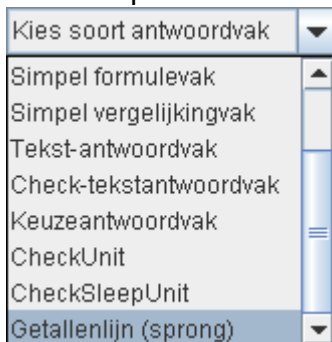 Kies soort antwoordvak
Simpel formulevak
Simpel vergelijkingvak
Tekst-antwoordvak
Check-tekstantwoordvak
Keuzeantwoordvak
CheckUnit
CheckSleepUnit
Getallenlijn (sprong)